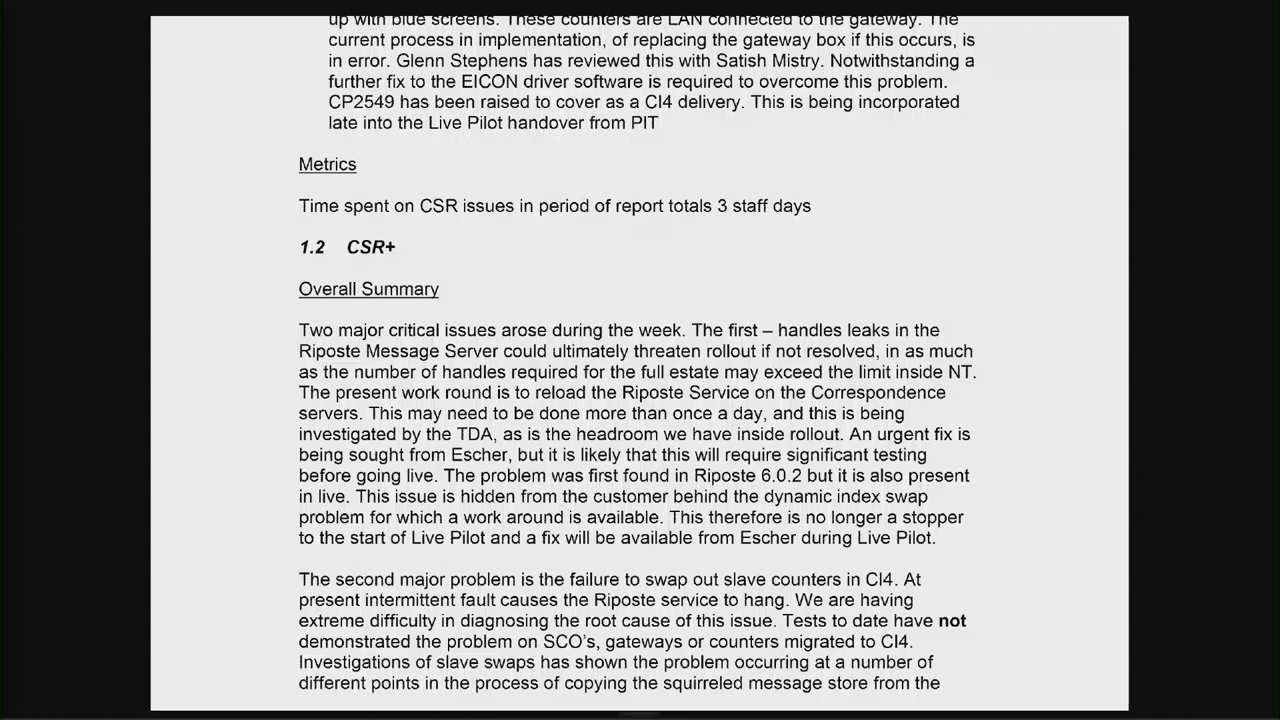 up with blue screens. These counters are LAN connected to the gateway. The
current process in implementation, of replacing the gateway box if this occurs, is
in error. Glenn Stephens has reviewed this with Satish Mistry. Notwithstanding a
further fix to the EICON driver software is required to overcome this problem.
CP2549 has been raised to cover as a CI4 delivery. This is being incorporated
late into the Live Pilot handover from PIT
Metrics
Time spent on CSR issues in period of report totals 3 staff days
1.2 CSR+
Overall Summary
Two major critical issues arose during the week. The first – handles leaks in the
Riposte Message Server could ultimately threaten rollout if not resolved, in as much
as the number of handles required for the full estate may exceed the limit inside NT.
The present work round is to reload the Riposte Service on the Correspondence
servers. This may need to be done more than once a day, and this is being
investigated by the TDA, as is the headroom we have inside rollout. An urgent fix is
being sought from Escher, but it is likely that this will require significant testing
before going live. The problem was first found in Riposte 6.0.2 but it is also present
in live. This issue is hidden from the customer behind the dynamic index swap
problem for which a work around is available. This therefore is no longer a stopper
to the start of Live Pilot and a fix will be available from Escher during Live Pilot.
The second major problem is the failure to swap out slave counters in CI4. At
present intermittent fault causes the Riposte service to hang. We are having
extreme difficulty in diagnosing the root cause of this issue. Tests to date have not
demonstrated the problem on SCO's, gateways or counters migrated to CI4.
Investigations of slave swaps has shown the problem occurring at a number of
different points in the process of copying the squirreled message store from the